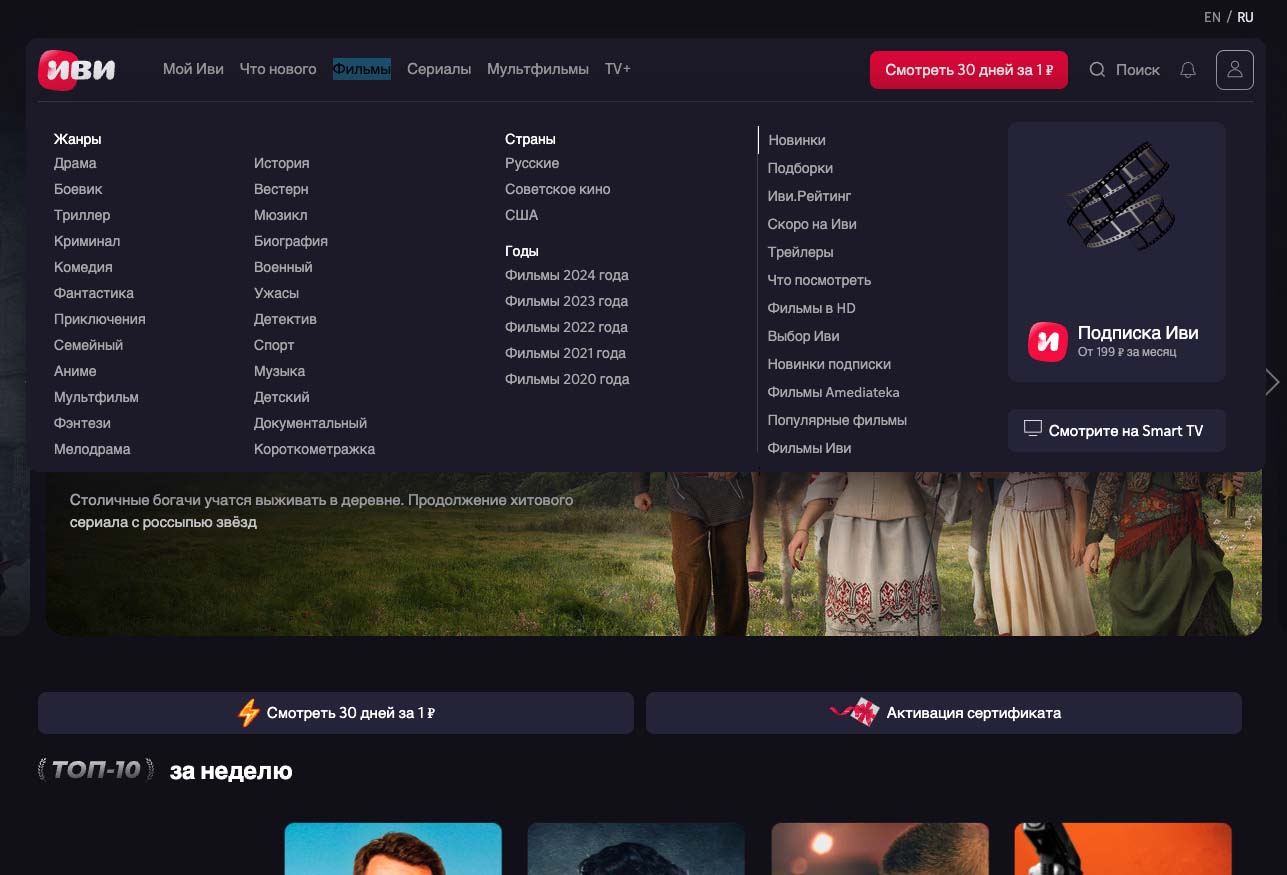 EN / RU
иви
Мой Иви Что нового Фильмы Сериалы Мультфильмы TV+
Смотреть 30 дней за 1 ₽
Поиск
Жанры
Драма
Боевик
Триллер
Криминал
Комедия
Фантастика
Приключения
Семейный
Аниме
Мультфильм
Фэнтези
Мелодрама
История
Вестерн
Мюзикл
Биография
Военный
Ужасы
Детектив
Спорт
Музыка
Детский
Документальный
Короткометражка
Страны
Русские
Советское кино
США
Годы
Фильмы 2024 года
Фильмы 2023 года
Фильмы 2022 года
Фильмы 2021 года
Фильмы 2020 года
Новинки
Подборки
Иви.Рейтинг
Скоро на Иви
Трейлеры
Что посмотреть
Фильмы в HD
Выбор Иви
Новинки подписки
Фильмы Amediateka
Популярные фильмы
Фильмы Иви
и
Подписка Иви
От 199 ₽ за месяц
Смотрите на Smart TV
Столичные богачи учатся выживать в деревне. Продолжение хитового
сериала с россыпью звёзд
Смотреть 30 дней за 1 ₽
Активация сертификата
ТОП-10 за неделю